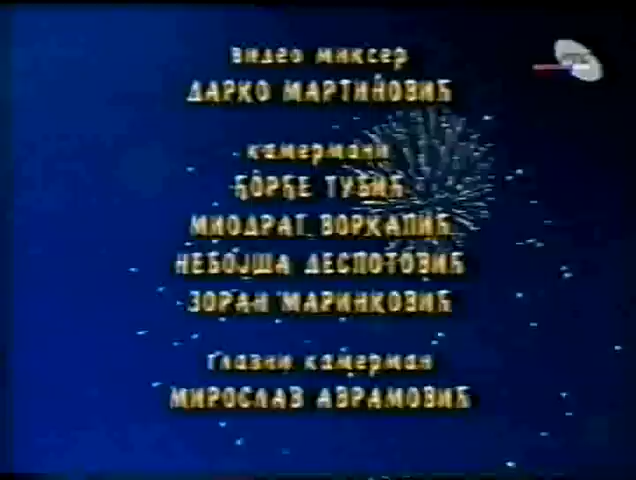 видео миксер
ДАРКО МАРТИНОВИЋ
камермани
ЂОРЂЕ ТУБИЋ
МИОДРАГ ВОРКАПИЋ
НЕБОЈША ДЕСПОТОВИЋ
ЗОРАН МАРИНКОВИЋ
главни камерман
МИРОСЛАВ АВРАМОВИЋ